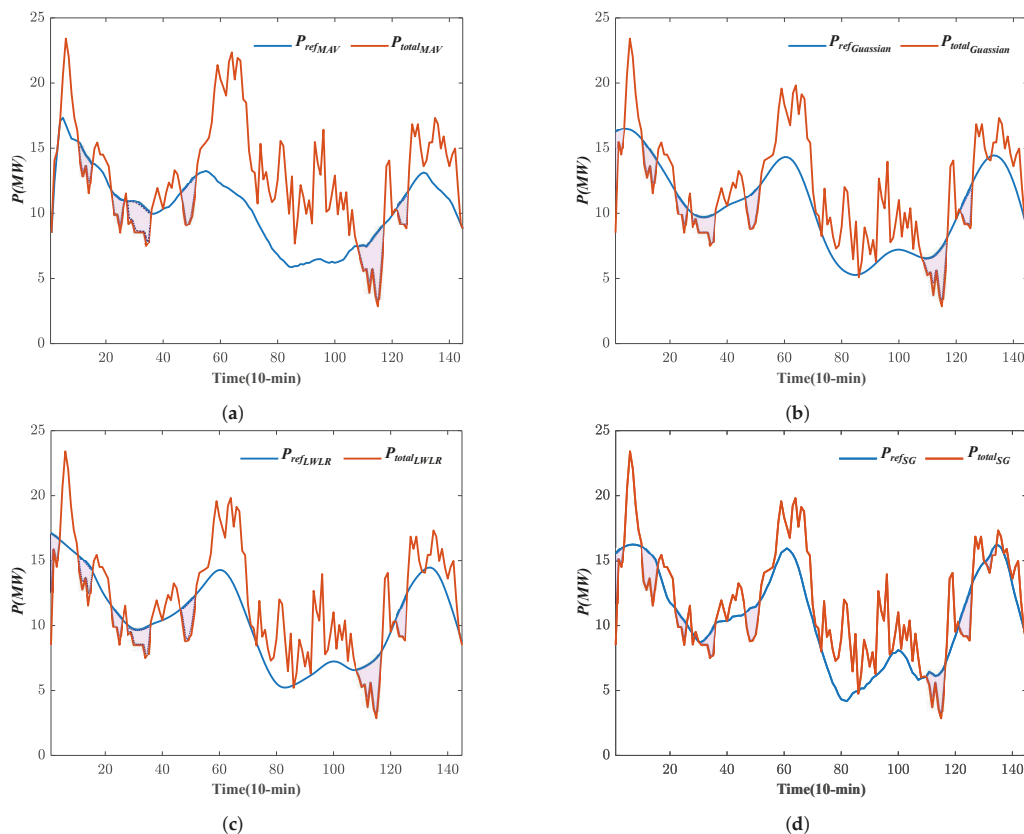 25
20
15
10
5
0
P(MW)
P_refMAV P_totalMAV
20 40 60 80 100 120 140
Time(10-min)
(a)
25
20
15
10
5
0
P(MW)
P_refGuassian P_totalGuassian
20 40 60 80 100 120 140
Time(10-min)
(b)
25
20
15
10
5
0
P(MW)
P_refLWLR P_totalLWLR
20 40 60 80 100 120 140
Time(10-min)
(c)
25
20
15
10
5
0
P(MW)
P_refSG P_totalSG
20 40 60 80 100 120 140
Time(10-min)
(d)